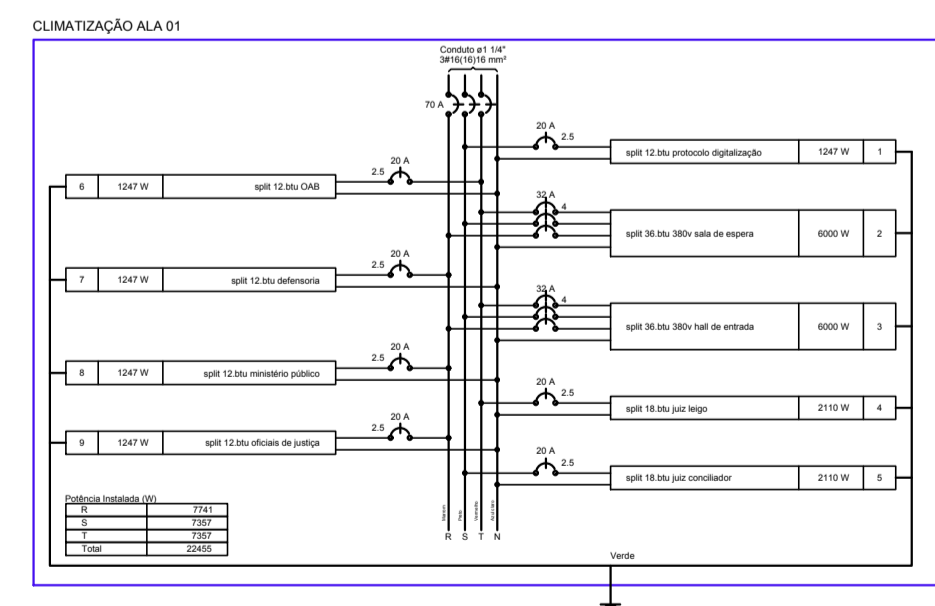 CLIMATIZAÇÃO ALA 01
Conduto ø1 1/4"
3#16(16)16 mm²
70 A
20 A
2.5
split 12.btu protocolo digitalização 1247 W 1
20 A
2.5
6 1247 W split 12.btu OAB
32 A
4
split 36.btu 380v sala de espera 6000 W 2
20 A
2.5
7 1247 W split 12.btu defensoria
32 A
4
split 36.btu 380v hall de entrada 6000 W 3
20 A
2.5
8 1247 W split 12.btu ministério público
20 A
2.5
split 18.btu juiz leigo 2110 W 4
20 A
2.5
9 1247 W split 12.btu oficiais de justiça
20 A
2.5
split 18.btu juiz conciliador 2110 W 5
Potência Instalada (W)
R 7741
S 7357
T 7357
Total 22455
Marrom
Preto
Vermelho
Azul claro
R S T N
Verde